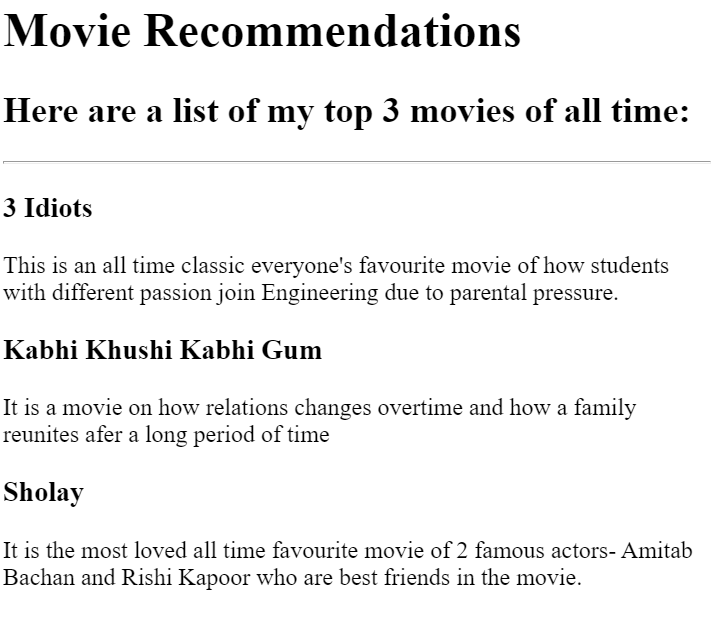 Movie Recommendations
Here are a list of my top 3 movies of all time:
3 Idiots
This is an all time classic everyone's favourite movie of how students
with different passion join Engineering due to parental pressure.
Kabhi Khushi Kabhi Gum
It is a movie on how relations changes overtime and how a family
reunites afer a long period of time
Sholay
It is the most loved all time favourite movie of 2 famous actors- Amitab
Bachan and Rishi Kapoor who are best friends in the movie.